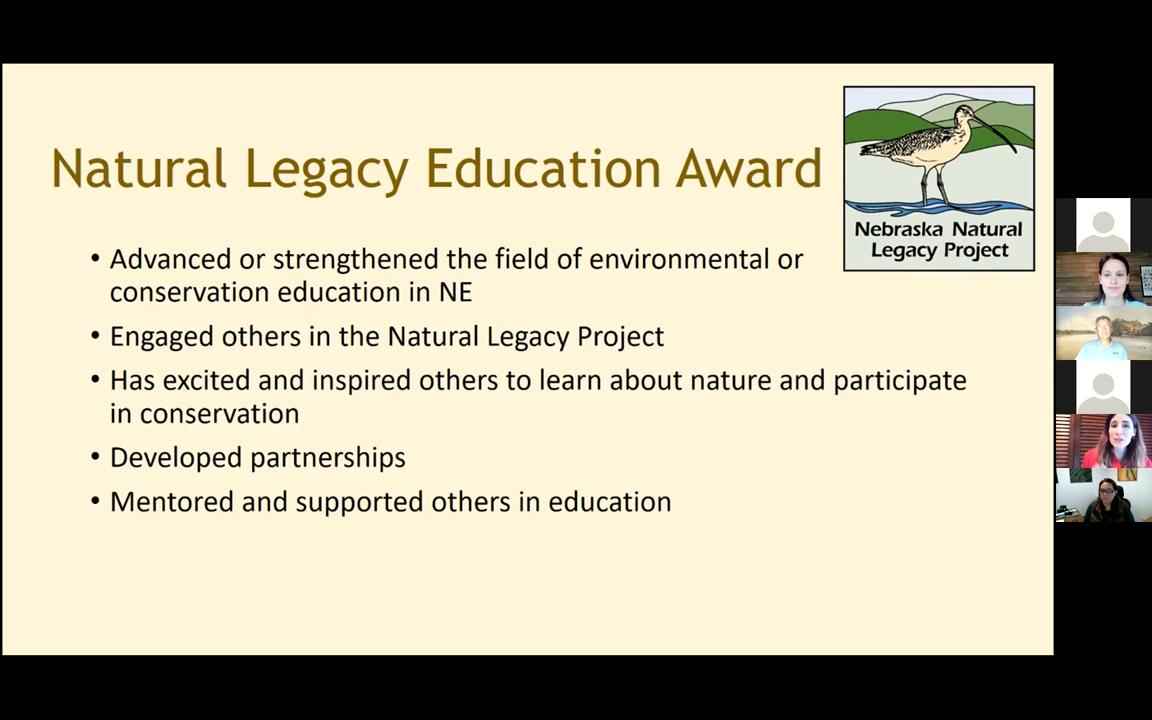 Natural Legacy Education Award
Nebraska Natural
Legacy Project
• Advanced or strengthened the field of environmental or
conservation education in NE
• Engaged others in the Natural Legacy Project
• Has excited and inspired others to learn about nature and participate
in conservation
• Developed partnerships
• Mentored and supported others in education